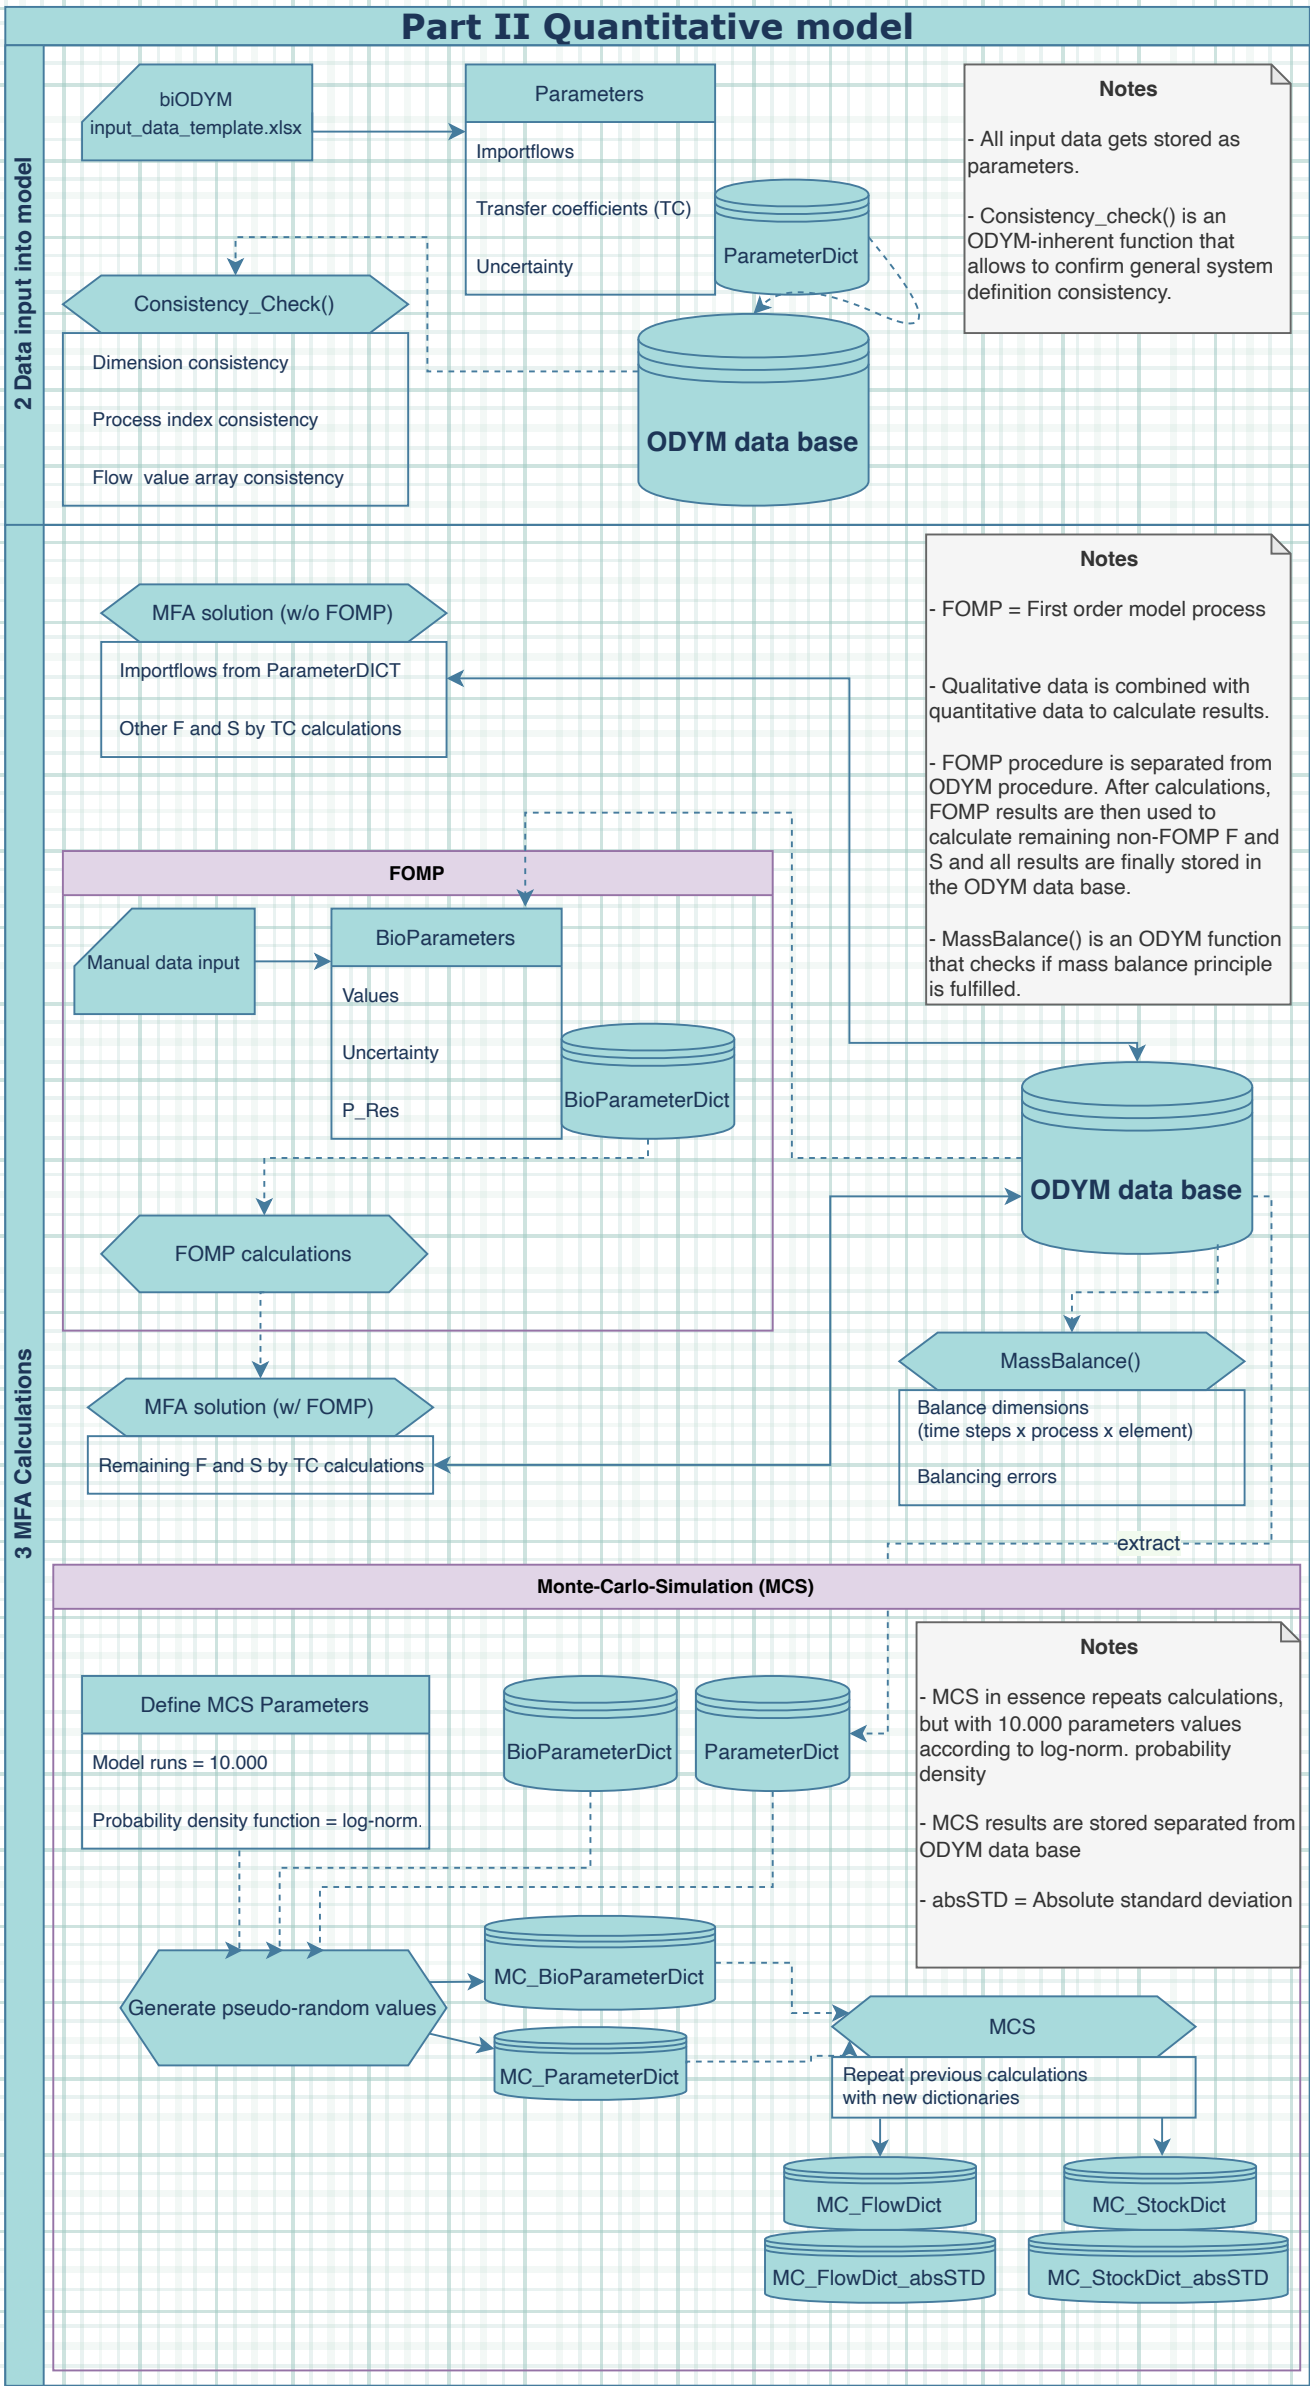 Part II Quantitative model
2 Data input into model
biODYM
input_data_template.xlsx
Parameters
Importflows
Transfer coefficients (TC)
Uncertainty
ParameterDict
Notes
- All input data gets stored as
parameters.
- Consistency_check() is an
ODYM-inherent function that
allows to confirm general system
definition consistency.
Consistency_Check()
Dimension consistency
Process index consistency
Flow  value array consistency
ODYM data base
3 MFA Calculations
MFA solution (w/o FOMP)
Importflows from ParameterDICT
Other F and S by TC calculations
Notes
- FOMP = First order model process
- Qualitative data is combined with
quantitative data to calculate results.
- FOMP procedure is separated from
ODYM procedure. After calculations,
FOMP results are then used to
calculate remaining non-FOMP F and
S and all results are finally stored in
the ODYM data base.
- MassBalance() is an ODYM function
that checks if mass balance principle
is fulfilled.
FOMP
Manual data input
BioParameters
Values
Uncertainty
P_Res
BioParameterDict
FOMP calculations
ODYM data base
MassBalance()
Balance dimensions
(time steps x process x element)
Balancing errors
MFA solution (w/ FOMP)
Remaining F and S by TC calculations
extract
Monte-Carlo-Simulation (MCS)
Define MCS Parameters
Model runs = 10.000
Probability density function = log-norm.
BioParameterDict
ParameterDict
Notes
- MCS in essence repeats calculations,
but with 10.000 parameters values
according to log-norm. probability
density
- MCS results are stored separated from
ODYM data base
- absSTD = Absolute standard deviation
Generate pseudo-random values
MC_BioParameterDict
MC_ParameterDict
MCS
Repeat previous calculations
with new dictionaries
MC_FlowDict
MC_FlowDict_absSTD
MC_StockDict
MC_StockDict_absSTD